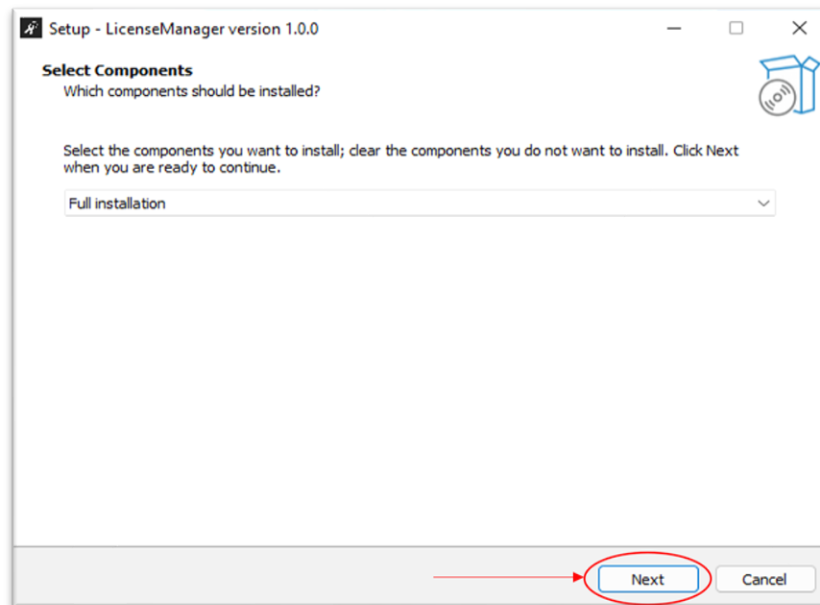 Setup - LicenseManager version 1.0.0
Select Components
Which components should be installed?
Select the components you want to install; clear the components you do not want to install. Click Next
when you are ready to continue.
Full installation
Next
Cancel